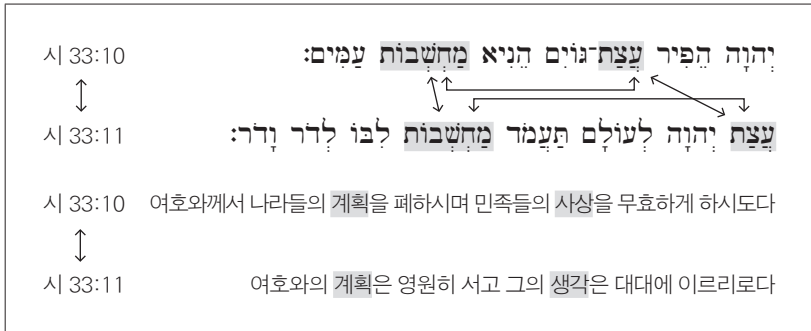 시 33:10 יְהוָה הֵפִיר עֲצַת־גּוֹיִם הֵנִיא מַחְשְׁבוֹת עַמִּים׃
시 33:11 עֲצַת יְהוָה לְעוֹלָם תַּעֲמֹד מַחְשְׁבוֹת לִבּוֹ לְדֹר וָדֹר׃
시 33:10 여호와께서 나라들의 계획을 폐하시며 민족들의 사상을 무효하게 하시도다
시 33:11 여호와의 계획은 영원히 서고 그의 생각은 대대에 이르리로다